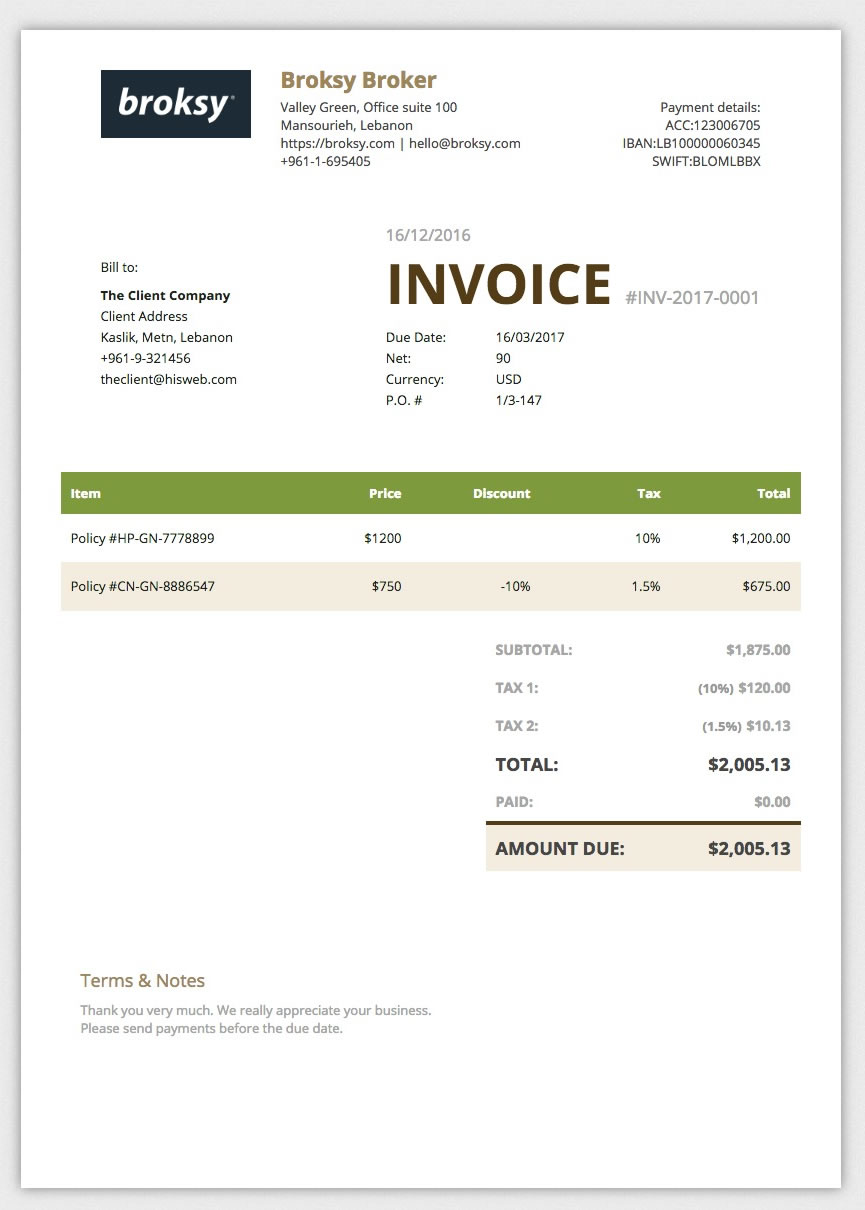 broksy
Broksy Broker
Valley Green, Office suite 100
Mansourieh, Lebanon
https://broksy.com | hello@broksy.com
+961-1-695405
Payment details:
ACC:123006705
IBAN:LB100000060345
SWIFT:BLOMLBBX
Bill to:
The Client Company
Client Address
Kaslik, Metn, Lebanon
+961-9-321456
theclient@hisweb.com
16/12/2016
INVOICE #INV-2017-0001
Due Date: 16/03/2017
Net: 90
Currency: USD
P.O. # 1/3-147
Item Price Discount Tax Total
Policy #HP-GN-7778899 $1200 10% $1,200.00
Policy #CN-GN-8886547 $750 -10% 1.5% $675.00
SUBTOTAL: $1,875.00
TAX 1: (10%) $120.00
TAX 2: (1.5%) $10.13
TOTAL: $2,005.13
PAID: $0.00
AMOUNT DUE: $2,005.13
Terms & Notes
Thank you very much. We really appreciate your business.
Please send payments before the due date.